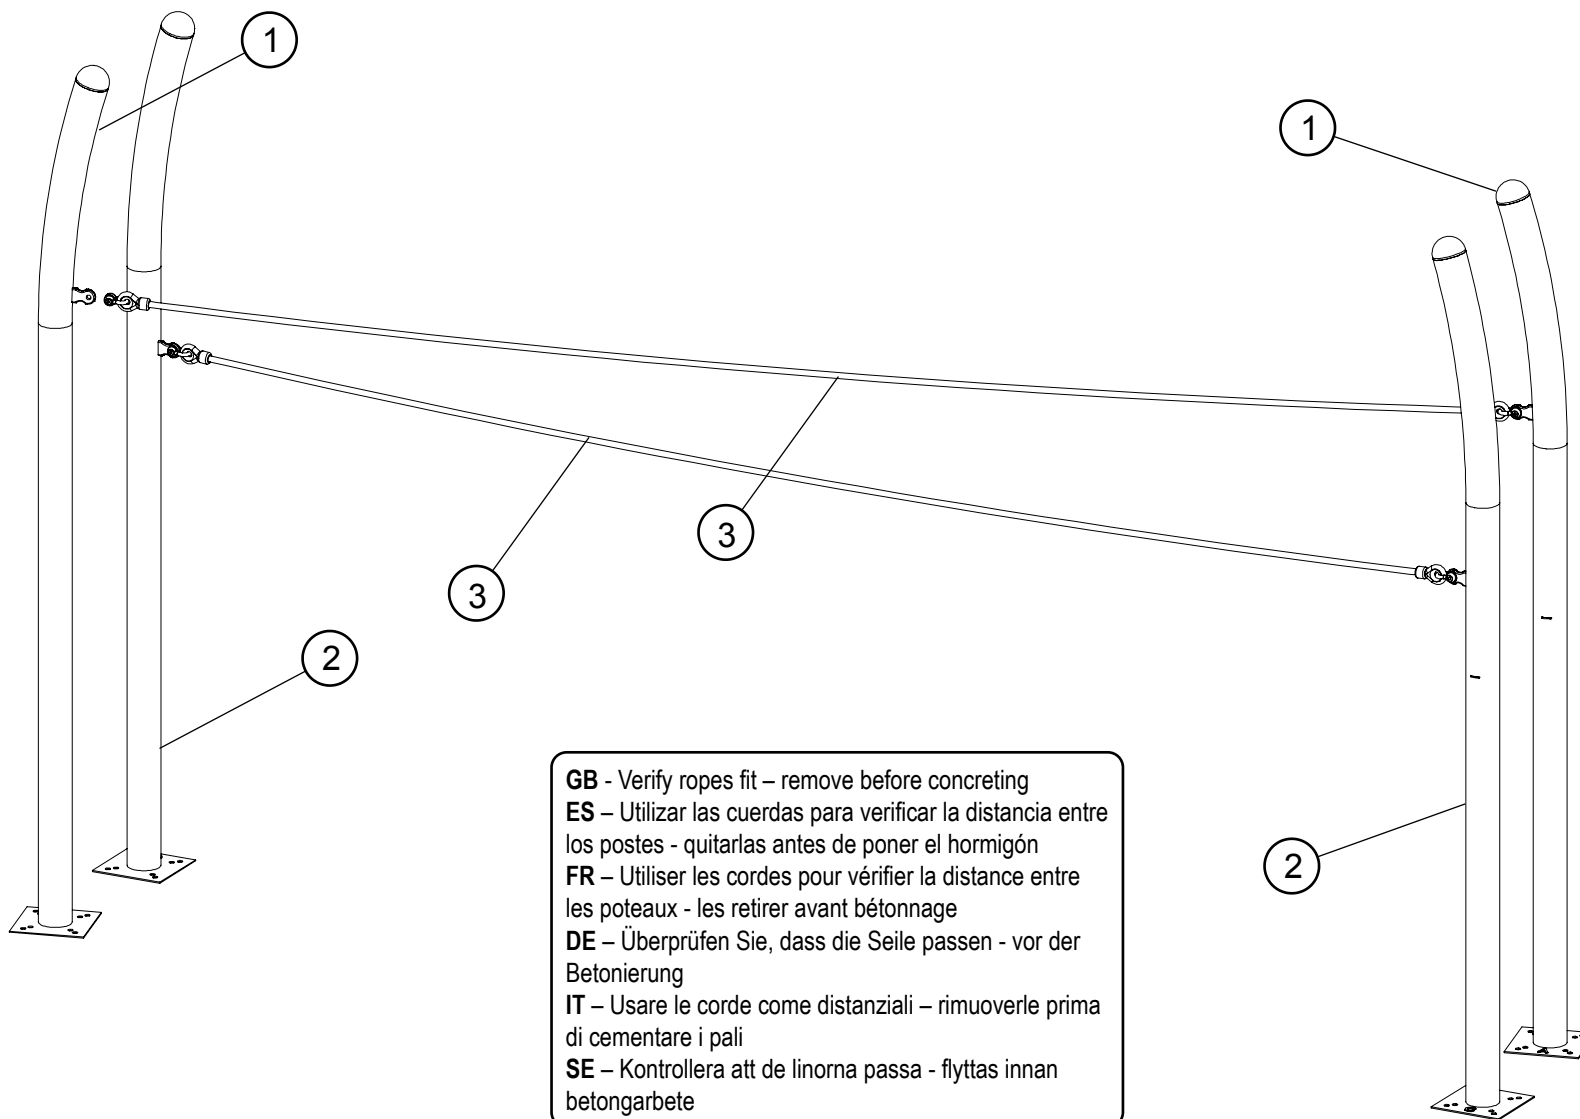 1
1
3
3
2
2
GB - Verify ropes fit – remove before concreting
ES – Utilizar las cuerdas para verificar la distancia entre
los postes - quitarlas antes de poner el hormigón
FR – Utiliser les cordes pour vérifier la distance entre
les poteaux - les retirer avant bétonnage
DE – Überprüfen Sie, dass die Seile passen - vor der
Betonierung
IT – Usare le corde come distanziali – rimuoverle prima
di cementare i pali
SE – Kontrollera att de linorna passa - flyttas innan
betongarbete